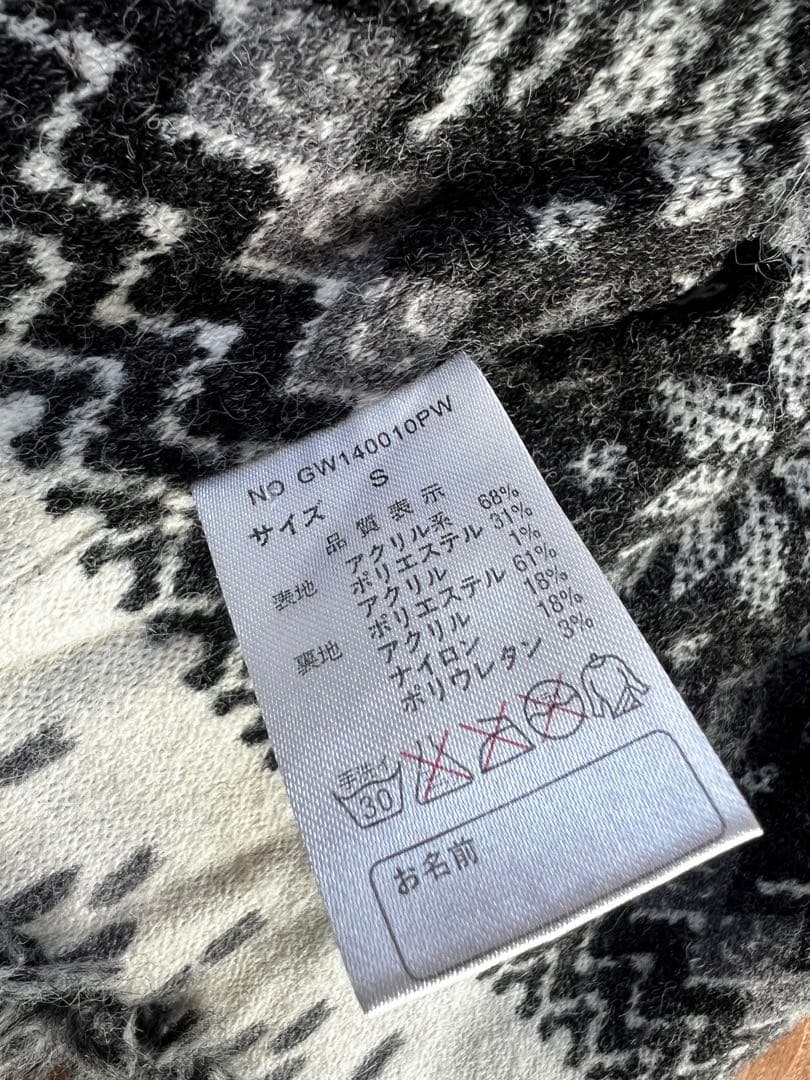 NO GW140010PW
サイズ S
品質表示
表地 アクリル系 68%
ポリエステル 31%
アクリル 1%
裏地 ポリエステル 61%
アクリル 18%
ナイロン 18%
ポリウレタン 3%
手洗イ
30
お名前